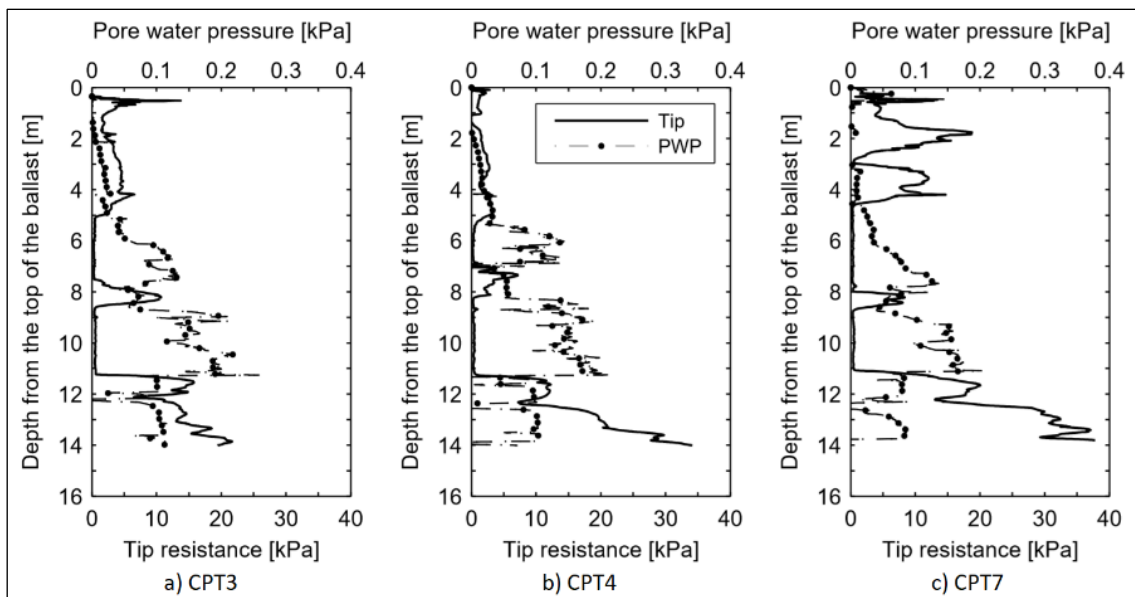 Pore water pressure [kPa]
0 0.1 0.2 0.3 0.4
0
2
4
6
8
10
12
14
16
Depth from the top of the ballast [m]
0 10 20 30 40
Tip resistance [kPa]
a) CPT3
Pore water pressure [kPa]
0 0.1 0.2 0.3 0.4
Tip
PWP
0
2
4
6
8
10
12
14
16
Depth from the top of the ballast [m]
0 10 20 30 40
Tip resistance [kPa]
b) CPT4
Pore water pressure [kPa]
0 0.1 0.2 0.3 0.4
0
2
4
6
8
10
12
14
16
Depth from the top of the ballast [m]
0 10 20 30 40
Tip resistance [kPa]
c) CPT7